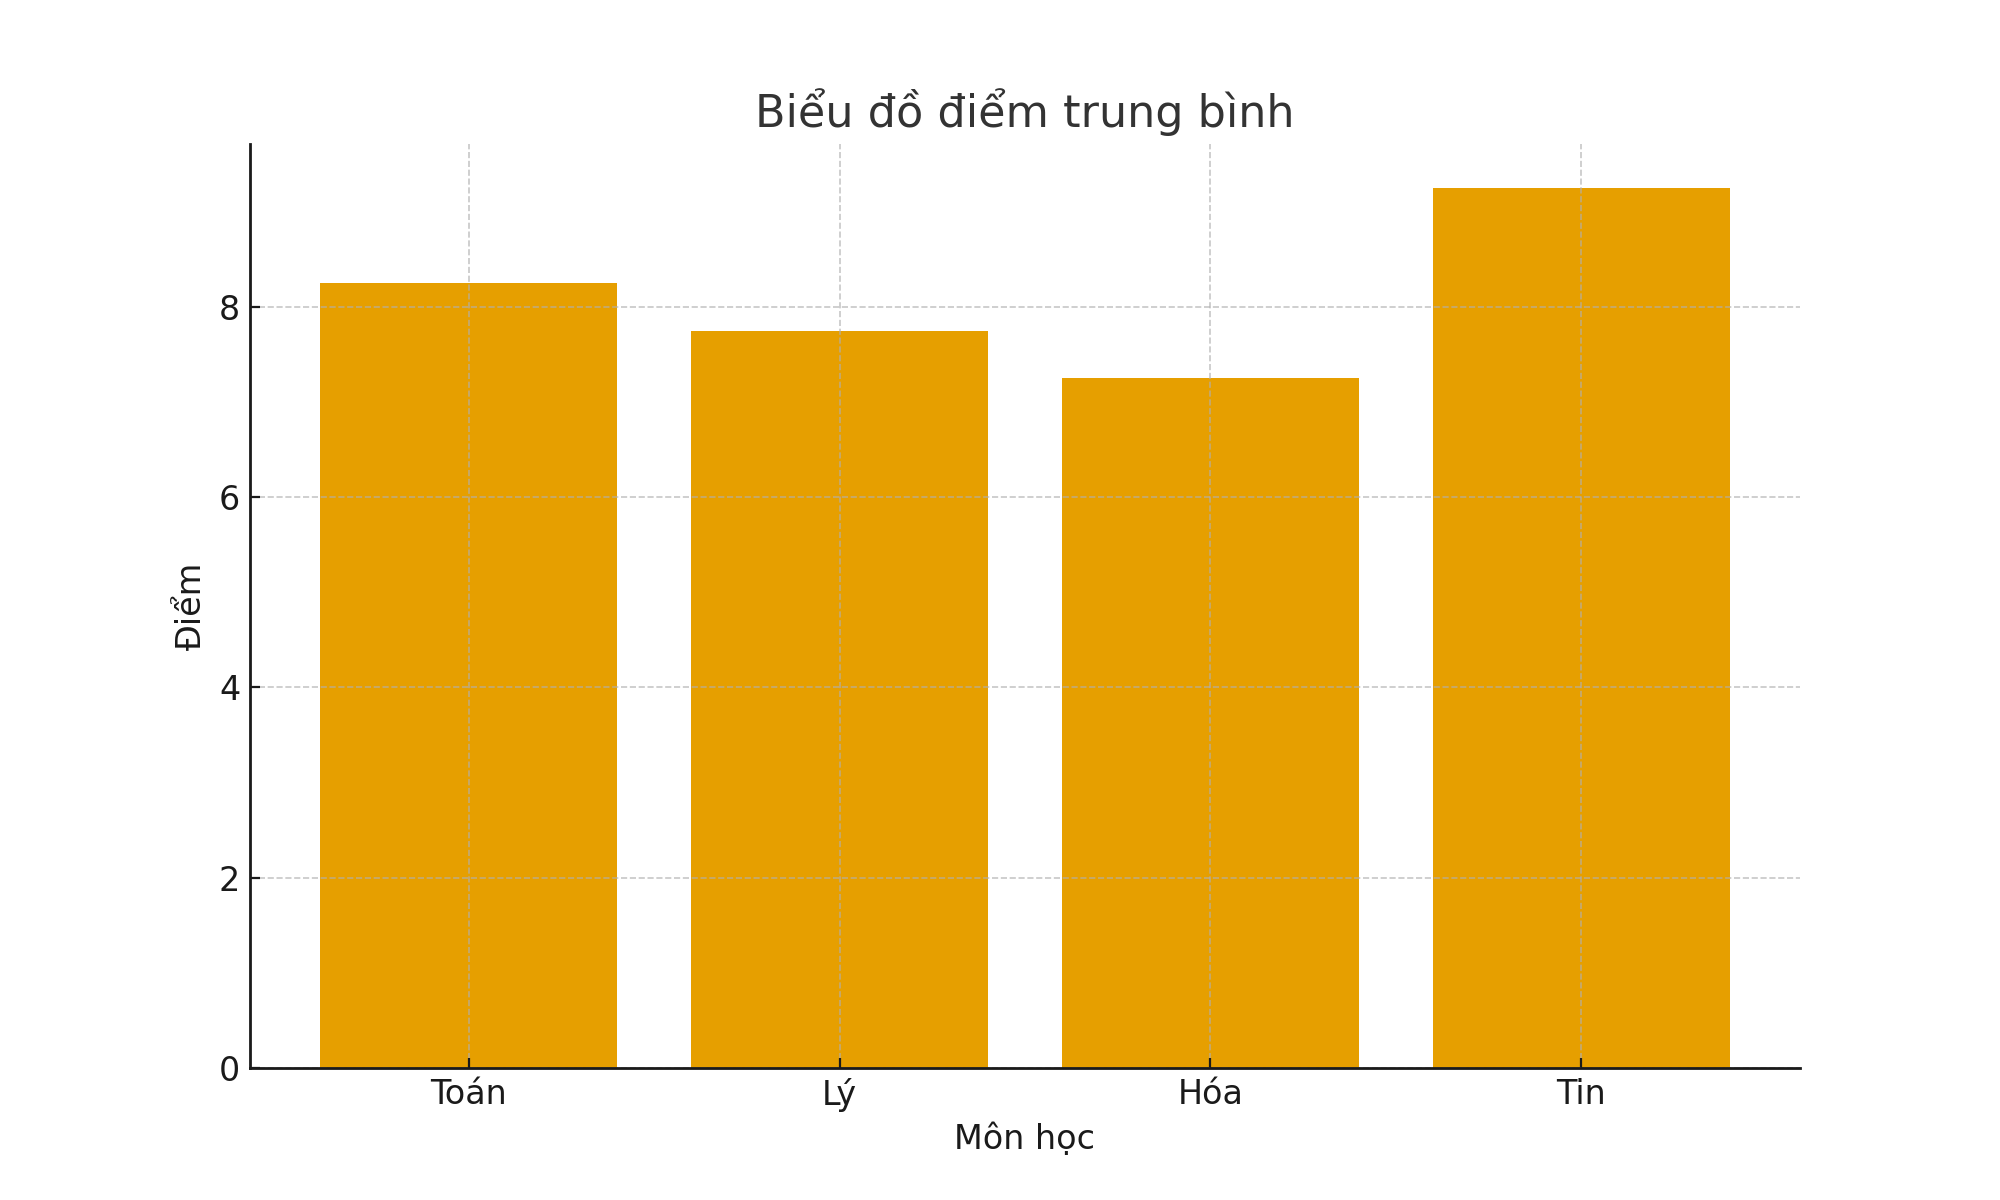 Biểu đồ điểm trung bình
Điểm
8
6
4
2
0
Toán Lý Hóa Tin
Môn học